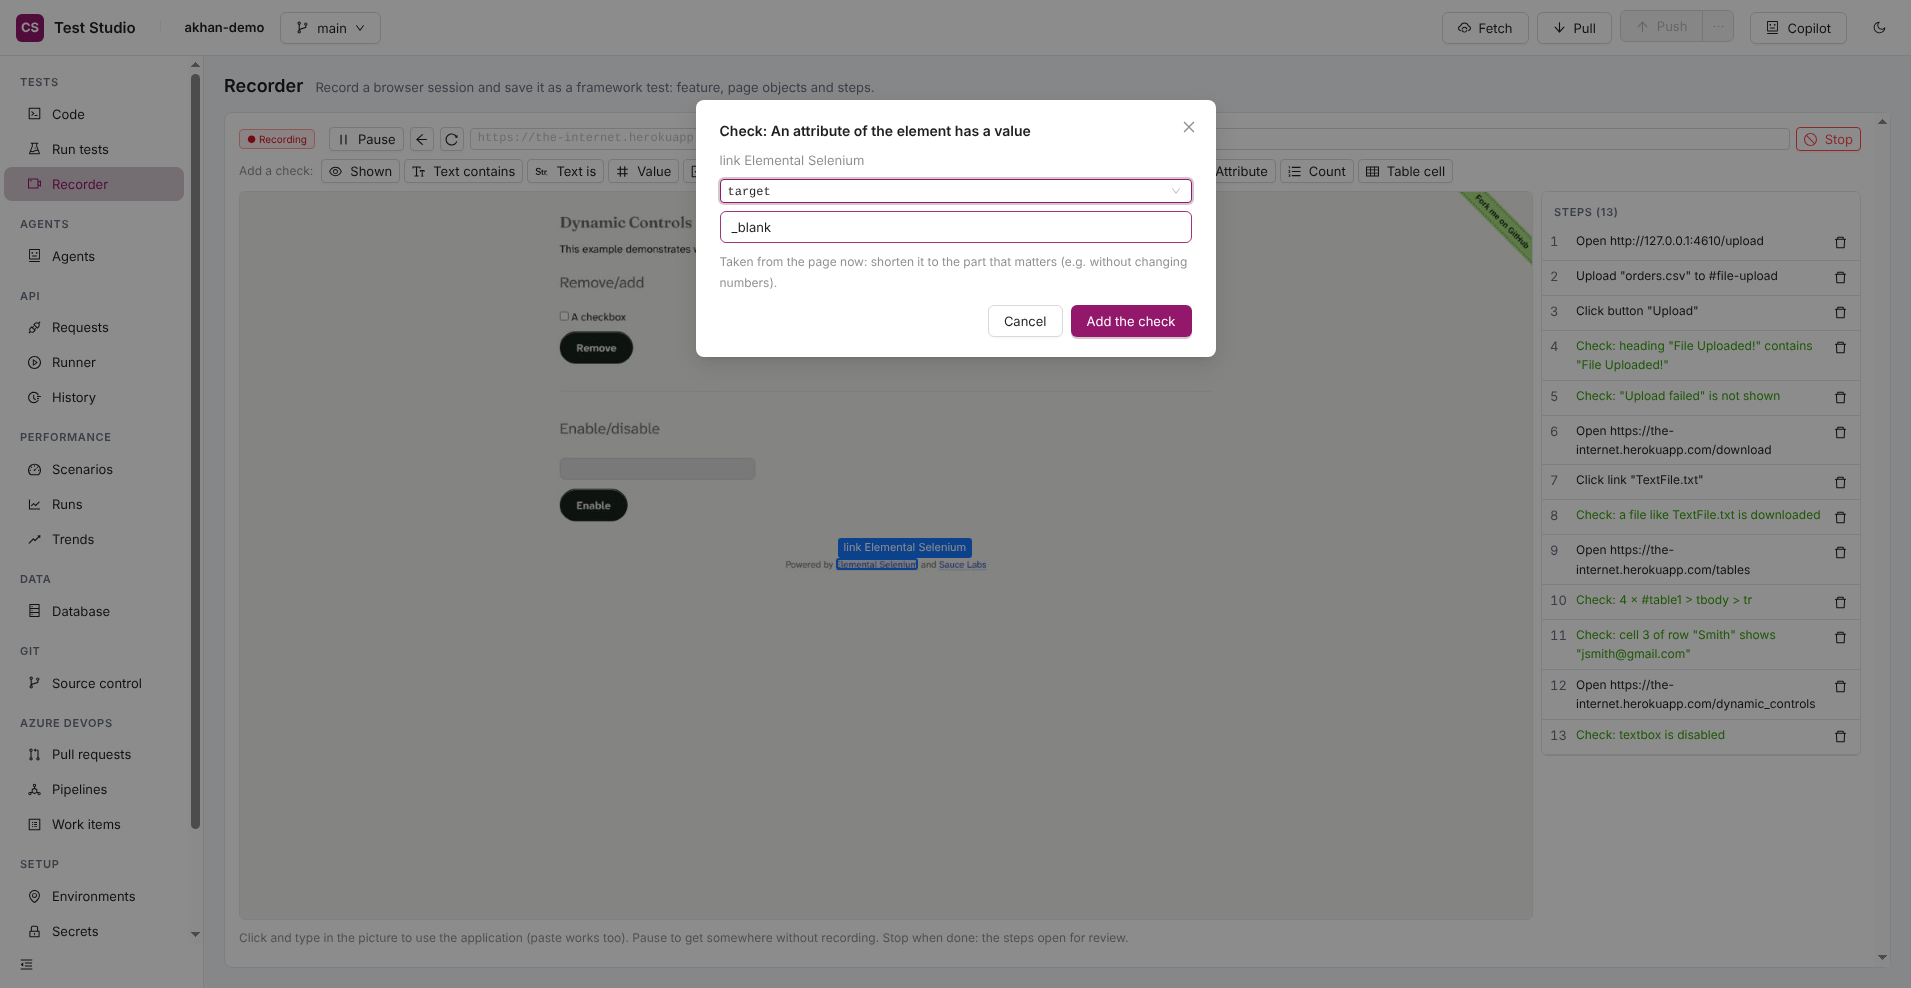 CS Test Studio
akhan-demo
main
Fetch
Pull
Push
Copilot
TESTS
Code
Run tests
Recorder
AGENTS
Agents
API
Requests
Runner
History
PERFORMANCE
Scenarios
Runs
Trends
DATA
Database
GIT
Source control
AZURE DEVOPS
Pull requests
Pipelines
Work items
SETUP
Environments
Secrets
Recorder
Record a browser session and save it as a framework test: feature, page objects and steps.
Recording
Pause
https://the-internet.herokuapp
Stop
Add a check:
Shown
Text contains
Text is
Value
Attribute
Count
Table cell
Check: An attribute of the element has a value
link Elemental Selenium
target
_blank
Taken from the page now: shorten it to the part that matters (e.g. without changing
numbers).
Cancel
Add the check
Dynamic Controls
This example demonstrates
Remove/add
A checkbox
Remove
Enable/disable
Enable
link Elemental Selenium
Powered by Elemental Selenium and Sauce Labs
Fork me on GitHub
STEPS (13)
1 Open http://127.0.0.1:4610/upload
2 Upload "orders.csv" to #file-upload
3 Click button "Upload"
4 Check: heading "File Uploaded!" contains
"File Uploaded!"
5 Check: "Upload failed" is not shown
6 Open https://the-
internet.herokuapp.com/download
7 Click link "TextFile.txt"
8 Check: a file like TextFile.txt is downloaded
9 Open https://the-
internet.herokuapp.com/tables
10 Check: 4 × #table1 > tbody > tr
11 Check: cell 3 of row "Smith" shows
"jsmith@gmail.com"
12 Open https://the-
internet.herokuapp.com/dynamic_controls
13 Check: textbox is disabled
Click and type in the picture to use the application (paste works too). Pause to get somewhere without recording. Stop when done: the steps open for review.